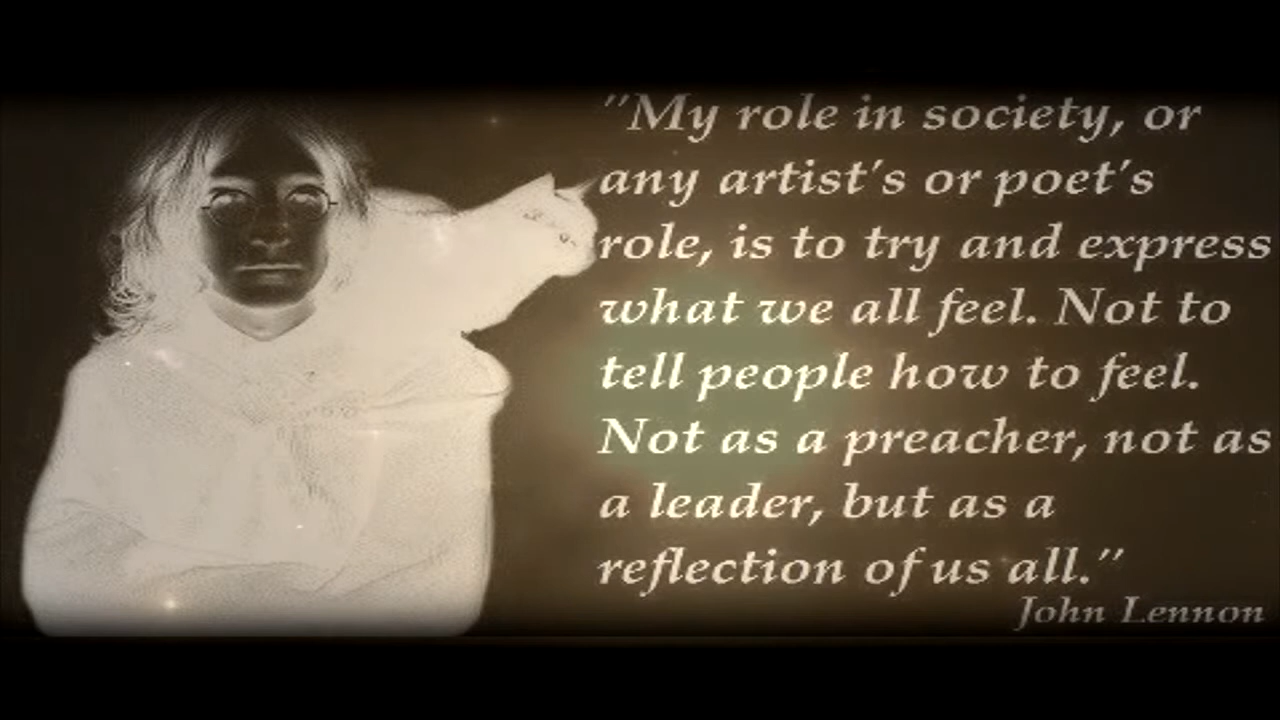 "My role in society, or
any artist's or poet's
role, is to try and express
what we all feel. Not to
tell people how to feel.
Not as a preacher, not as
a leader, but as a
reflection of us all."
John Lennon